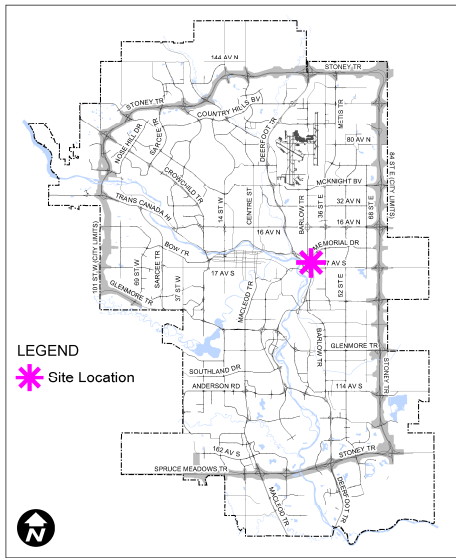 144 AV N
STONEY TR
STONEY TR
COUNTRY HILLS BV
DEERFOOT TR
METIS TR
NOSE HILL DR
SARCEE TR
80 AV N
84 ST E (CITY LIMITS)
CROWCHILD TR
MCKNIGHT BV
TRANS CANADA HI
14 ST W
CENTRE ST
BARLOW TR
36 ST E
32 AV N
68 ST E
16 AV N
16 AV N
MEMORIAL DR
BOW TR
17 AV S
7 AV S
101 ST W (CITY LIMITS)
69 ST W
SARCEE TR
37 ST W
MACLEOD TR
52 ST E
GLENMORE TR
BARLOW TR
GLENMORE TR
STONEY TR
LEGEND
Site Location
SOUTHLAND DR
ANDERSON RD
114 AV S
162 AV S
STONEY TR
SPRUCE MEADOWS TR
MACLEOD TR
DEERFOOT TR
N